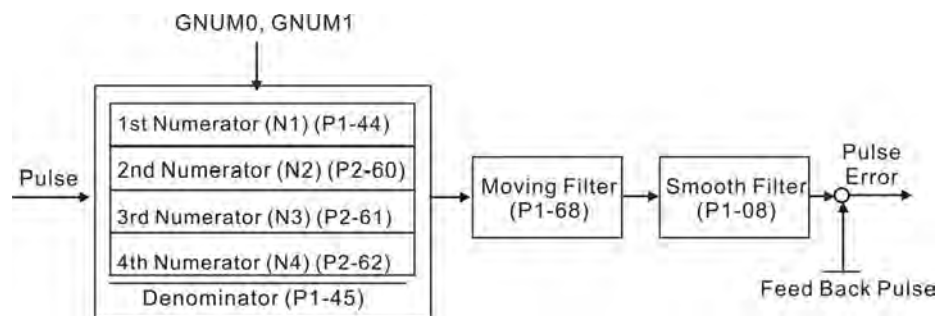 GNUM0, GNUM1
Pulse
1st Numerator (N1) (P1-44)
2nd Numerator (N2) (P2-60)
3rd Numerator (N3) (P2-61)
4th Numerator (N4) (P2-62)
Denominator (P1-45)
Moving Filter
(P1-68)
Smooth Filter
(P1-08)
Pulse
Error
Feed Back Pulse